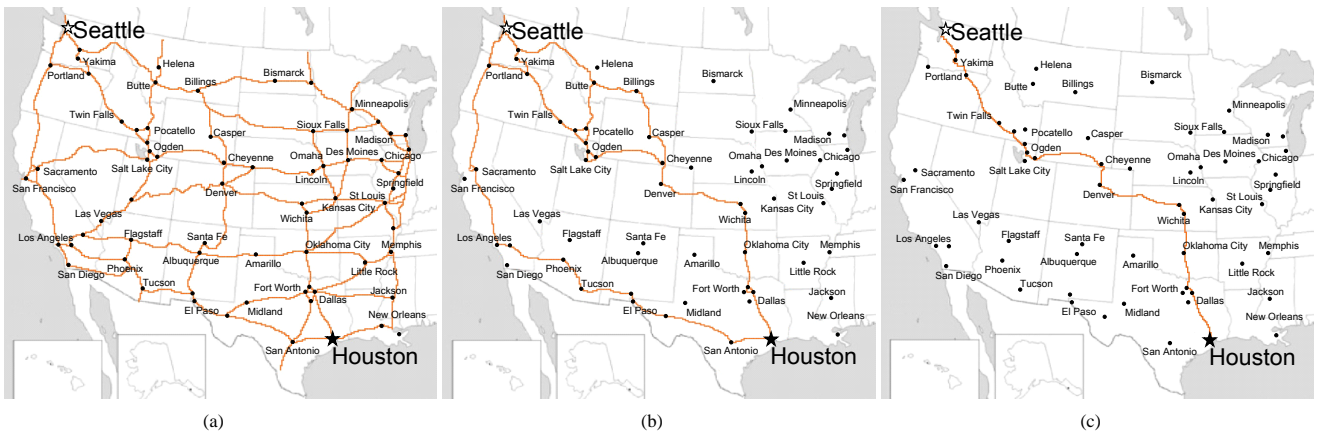 Seattle
Yakima
Portland
Helena
Butte
Billings
Bismarck
Minneapolis
Twin Falls
Pocatello
Ogden
Salt Lake City
Casper
Cheyenne
Sioux Falls
Madison
Omaha
Des Moines
Chicago
Lincoln
Springfield
Sacramento
San Francisco
Denver
St Louis
Kansas City
Wichita
Las Vegas
Los Angeles
Flagstaff
Santa Fe
Oklahoma City
Memphis
San Diego
Phoenix
Albuquerque
Amarillo
Little Rock
Tucson
Fort Worth
Dallas
Jackson
El Paso
Midland
New Orleans
San Antonio
Houston
(a)
Seattle
Yakima
Portland
Helena
Butte
Billings
Bismarck
Minneapolis
Twin Falls
Pocatello
Ogden
Salt Lake City
Casper
Cheyenne
Sioux Falls
Madison
Omaha
Des Moines
Chicago
Lincoln
Springfield
Sacramento
San Francisco
Denver
St Louis
Kansas City
Wichita
Las Vegas
Los Angeles
Flagstaff
Santa Fe
Oklahoma City
Memphis
San Diego
Phoenix
Albuquerque
Amarillo
Little Rock
Tucson
Fort Worth
Dallas
Jackson
El Paso
Midland
New Orleans
San Antonio
Houston
(b)
Seattle
Yakima
Portland
Helena
Butte
Billings
Bismarck
Minneapolis
Twin Falls
Pocatello
Ogden
Salt Lake City
Casper
Cheyenne
Sioux Falls
Madison
Omaha
Des Moines
Chicago
Lincoln
Springfield
Sacramento
San Francisco
Denver
St Louis
Kansas City
Wichita
Las Vegas
Los Angeles
Flagstaff
Santa Fe
Oklahoma City
Memphis
San Diego
Phoenix
Albuquerque
Amarillo
Little Rock
Tucson
Fort Worth
Dallas
Jackson
El Paso
Midland
New Orleans
San Antonio
Houston
(c)